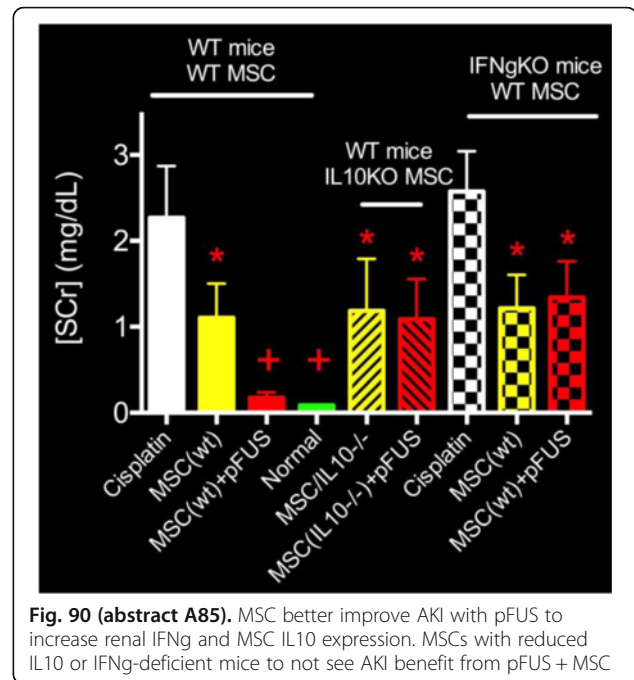 WT mice
WT MSC
IFNgKO mice
WT MSC
WT mice
IL10KO MSC
[SCr] (mg/dL)
3
2
1
0
*
+
+
*
*
*
*
Cisplatin
MSC(wt)
MSC(wt)+pFUS
Normal
MSC/IL10-/-
MSC(IL10-/-)+pFUS
Cisplatin
MSC(wt)
MSC(wt)+pFUS
Fig. 90 (abstract A85). MSC better improve AKI with pFUS to
increase renal IFNg and MSC IL10 expression. MSCs with reduced
IL10 or IFNg-deficient mice to not see AKI benefit from pFUS + MSC